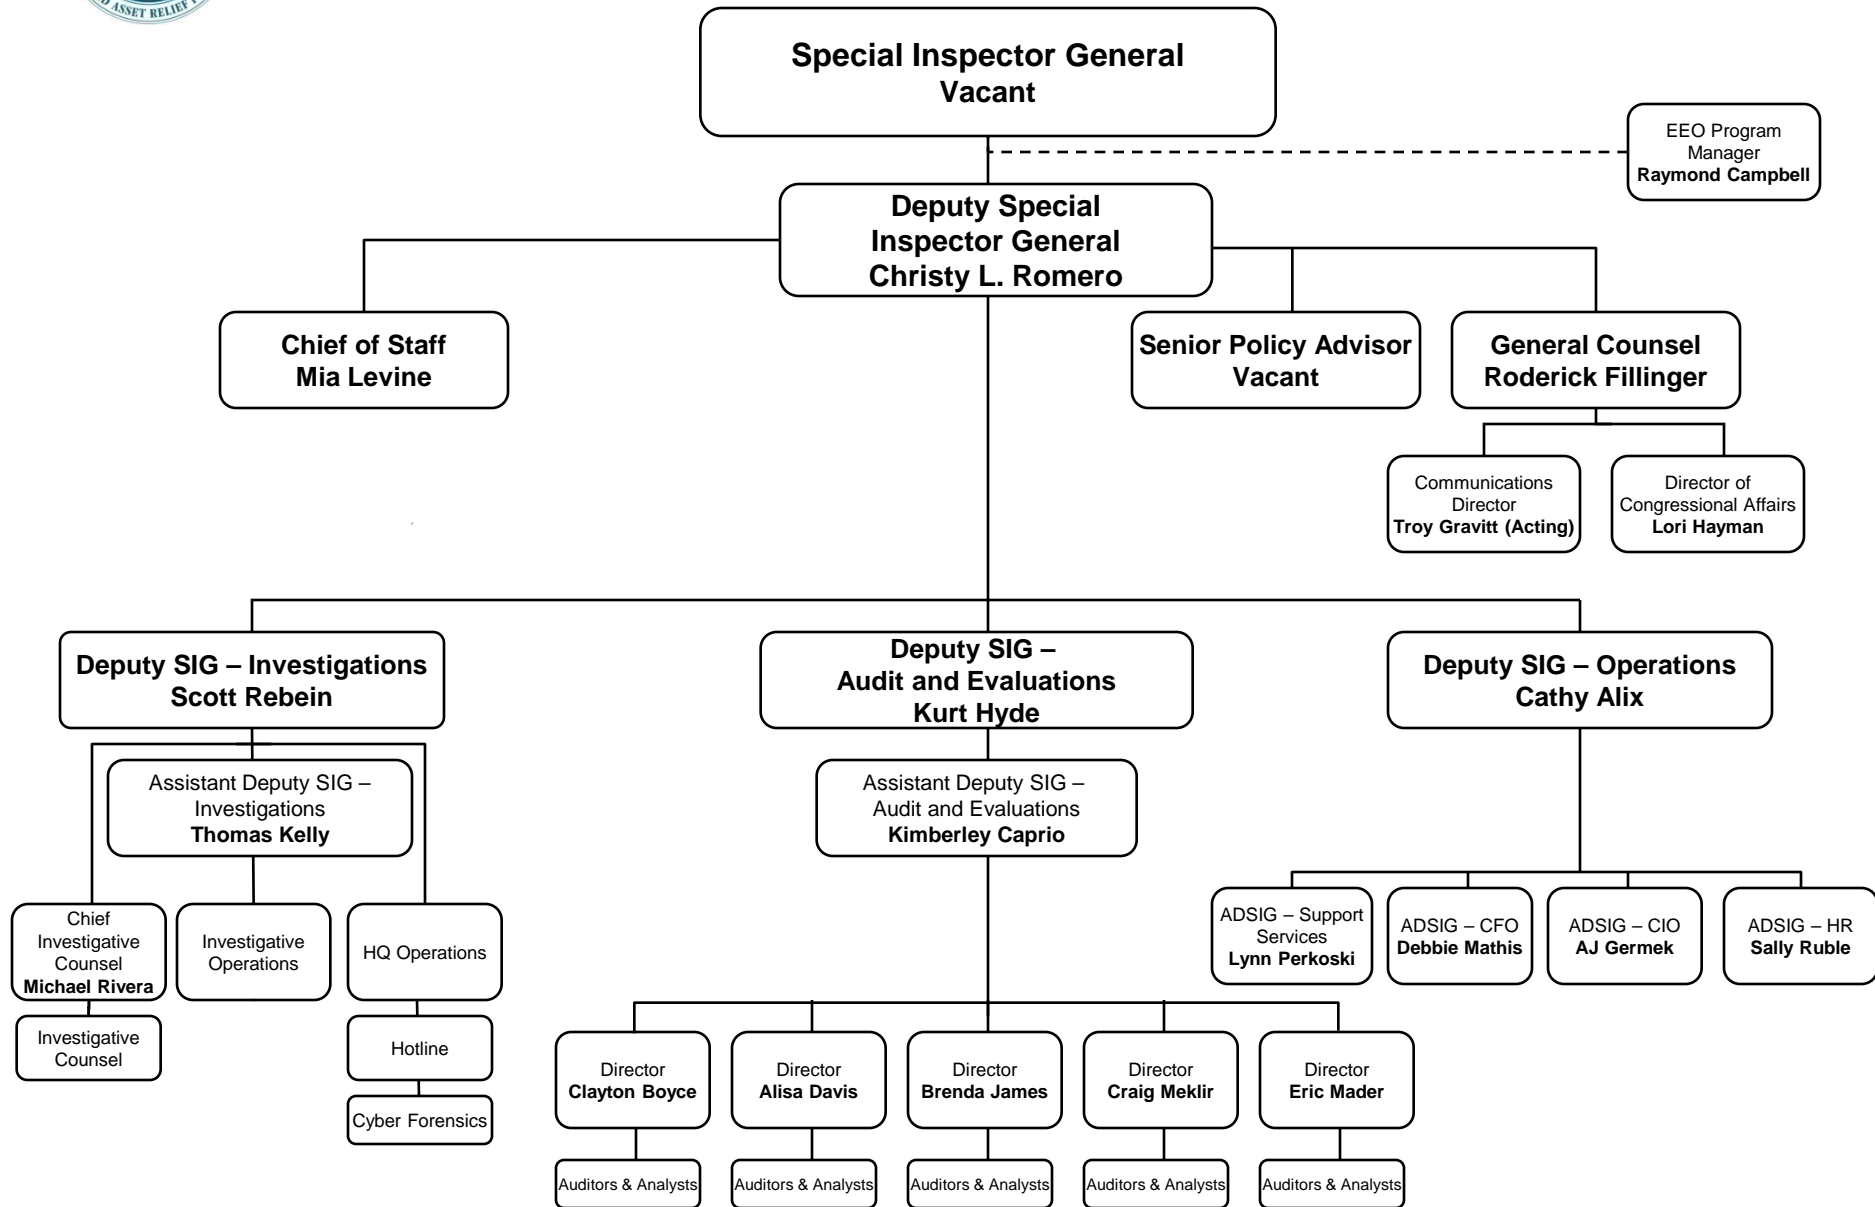 D ASSET RELIEF
Special Inspector General
Vacant
EEO Program
Manager
Raymond Campbell
Deputy Special
Inspector General
Christy L. Romero
Chief of Staff
Mia Levine
Senior Policy Advisor
Vacant
General Counsel
Roderick Fillinger
Communications
Director
Troy Gravitt (Acting)
Director of
Congressional Affairs
Lori Hayman
Deputy SIG – Investigations
Scott Rebein
Deputy SIG –
Audit and Evaluations
Kurt Hyde
Deputy SIG – Operations
Cathy Alix
Assistant Deputy SIG –
Investigations
Thomas Kelly
Assistant Deputy SIG –
Audit and Evaluations
Kimberley Caprio
Chief
Investigative
Counsel
Michael Rivera
Investigative
Operations
HQ Operations
ADSIG – Support
Services
Lynn Perkoski
ADSIG – CFO
Debbie Mathis
ADSIG – CIO
AJ Germek
ADSIG – HR
Sally Ruble
Investigative
Counsel
Hotline
Cyber Forensics
Director
Clayton Boyce
Director
Alisa Davis
Director
Brenda James
Director
Craig Meklir
Director
Eric Mader
Auditors & Analysts
Auditors & Analysts
Auditors & Analysts
Auditors & Analysts
Auditors & Analysts